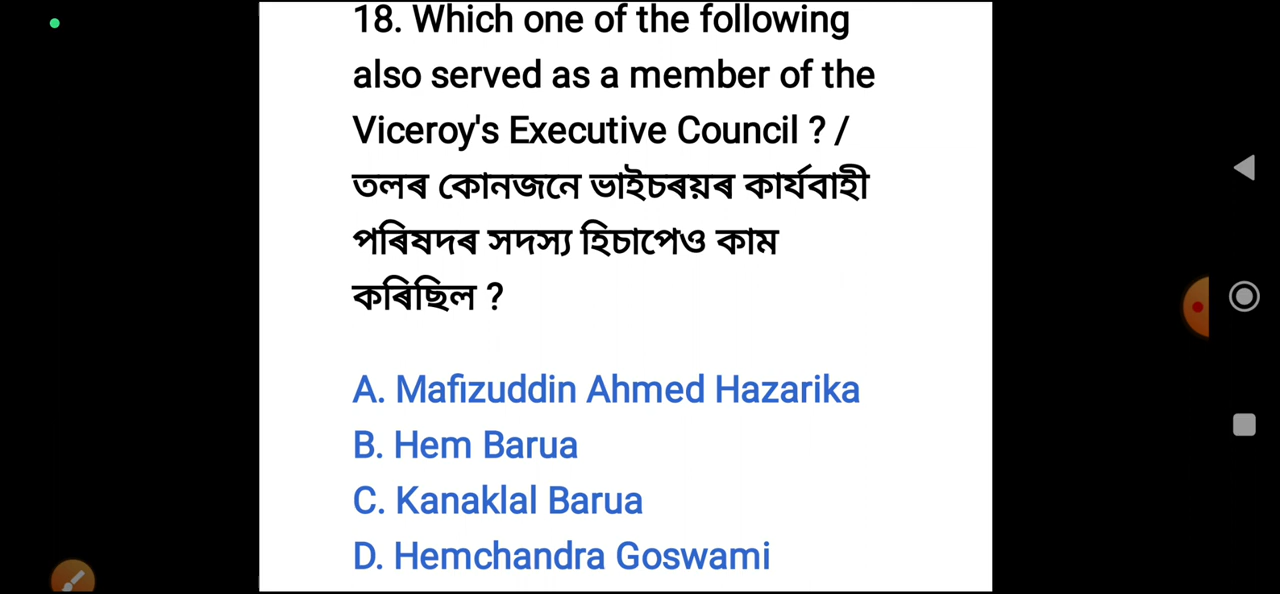 18. Which one of the following
also served as a member of the
Viceroy's Executive Council ? /
তলৰ কোনজনে ভাইচৰয়ৰ কাৰ্যবাহী
পৰিষদৰ সদস্য হিচাপেও কাম
কৰিছিল ?
A. Mafizuddin Ahmed Hazarika
B. Hem Barua
C. Kanaklal Barua
D. Hemchandra Goswami